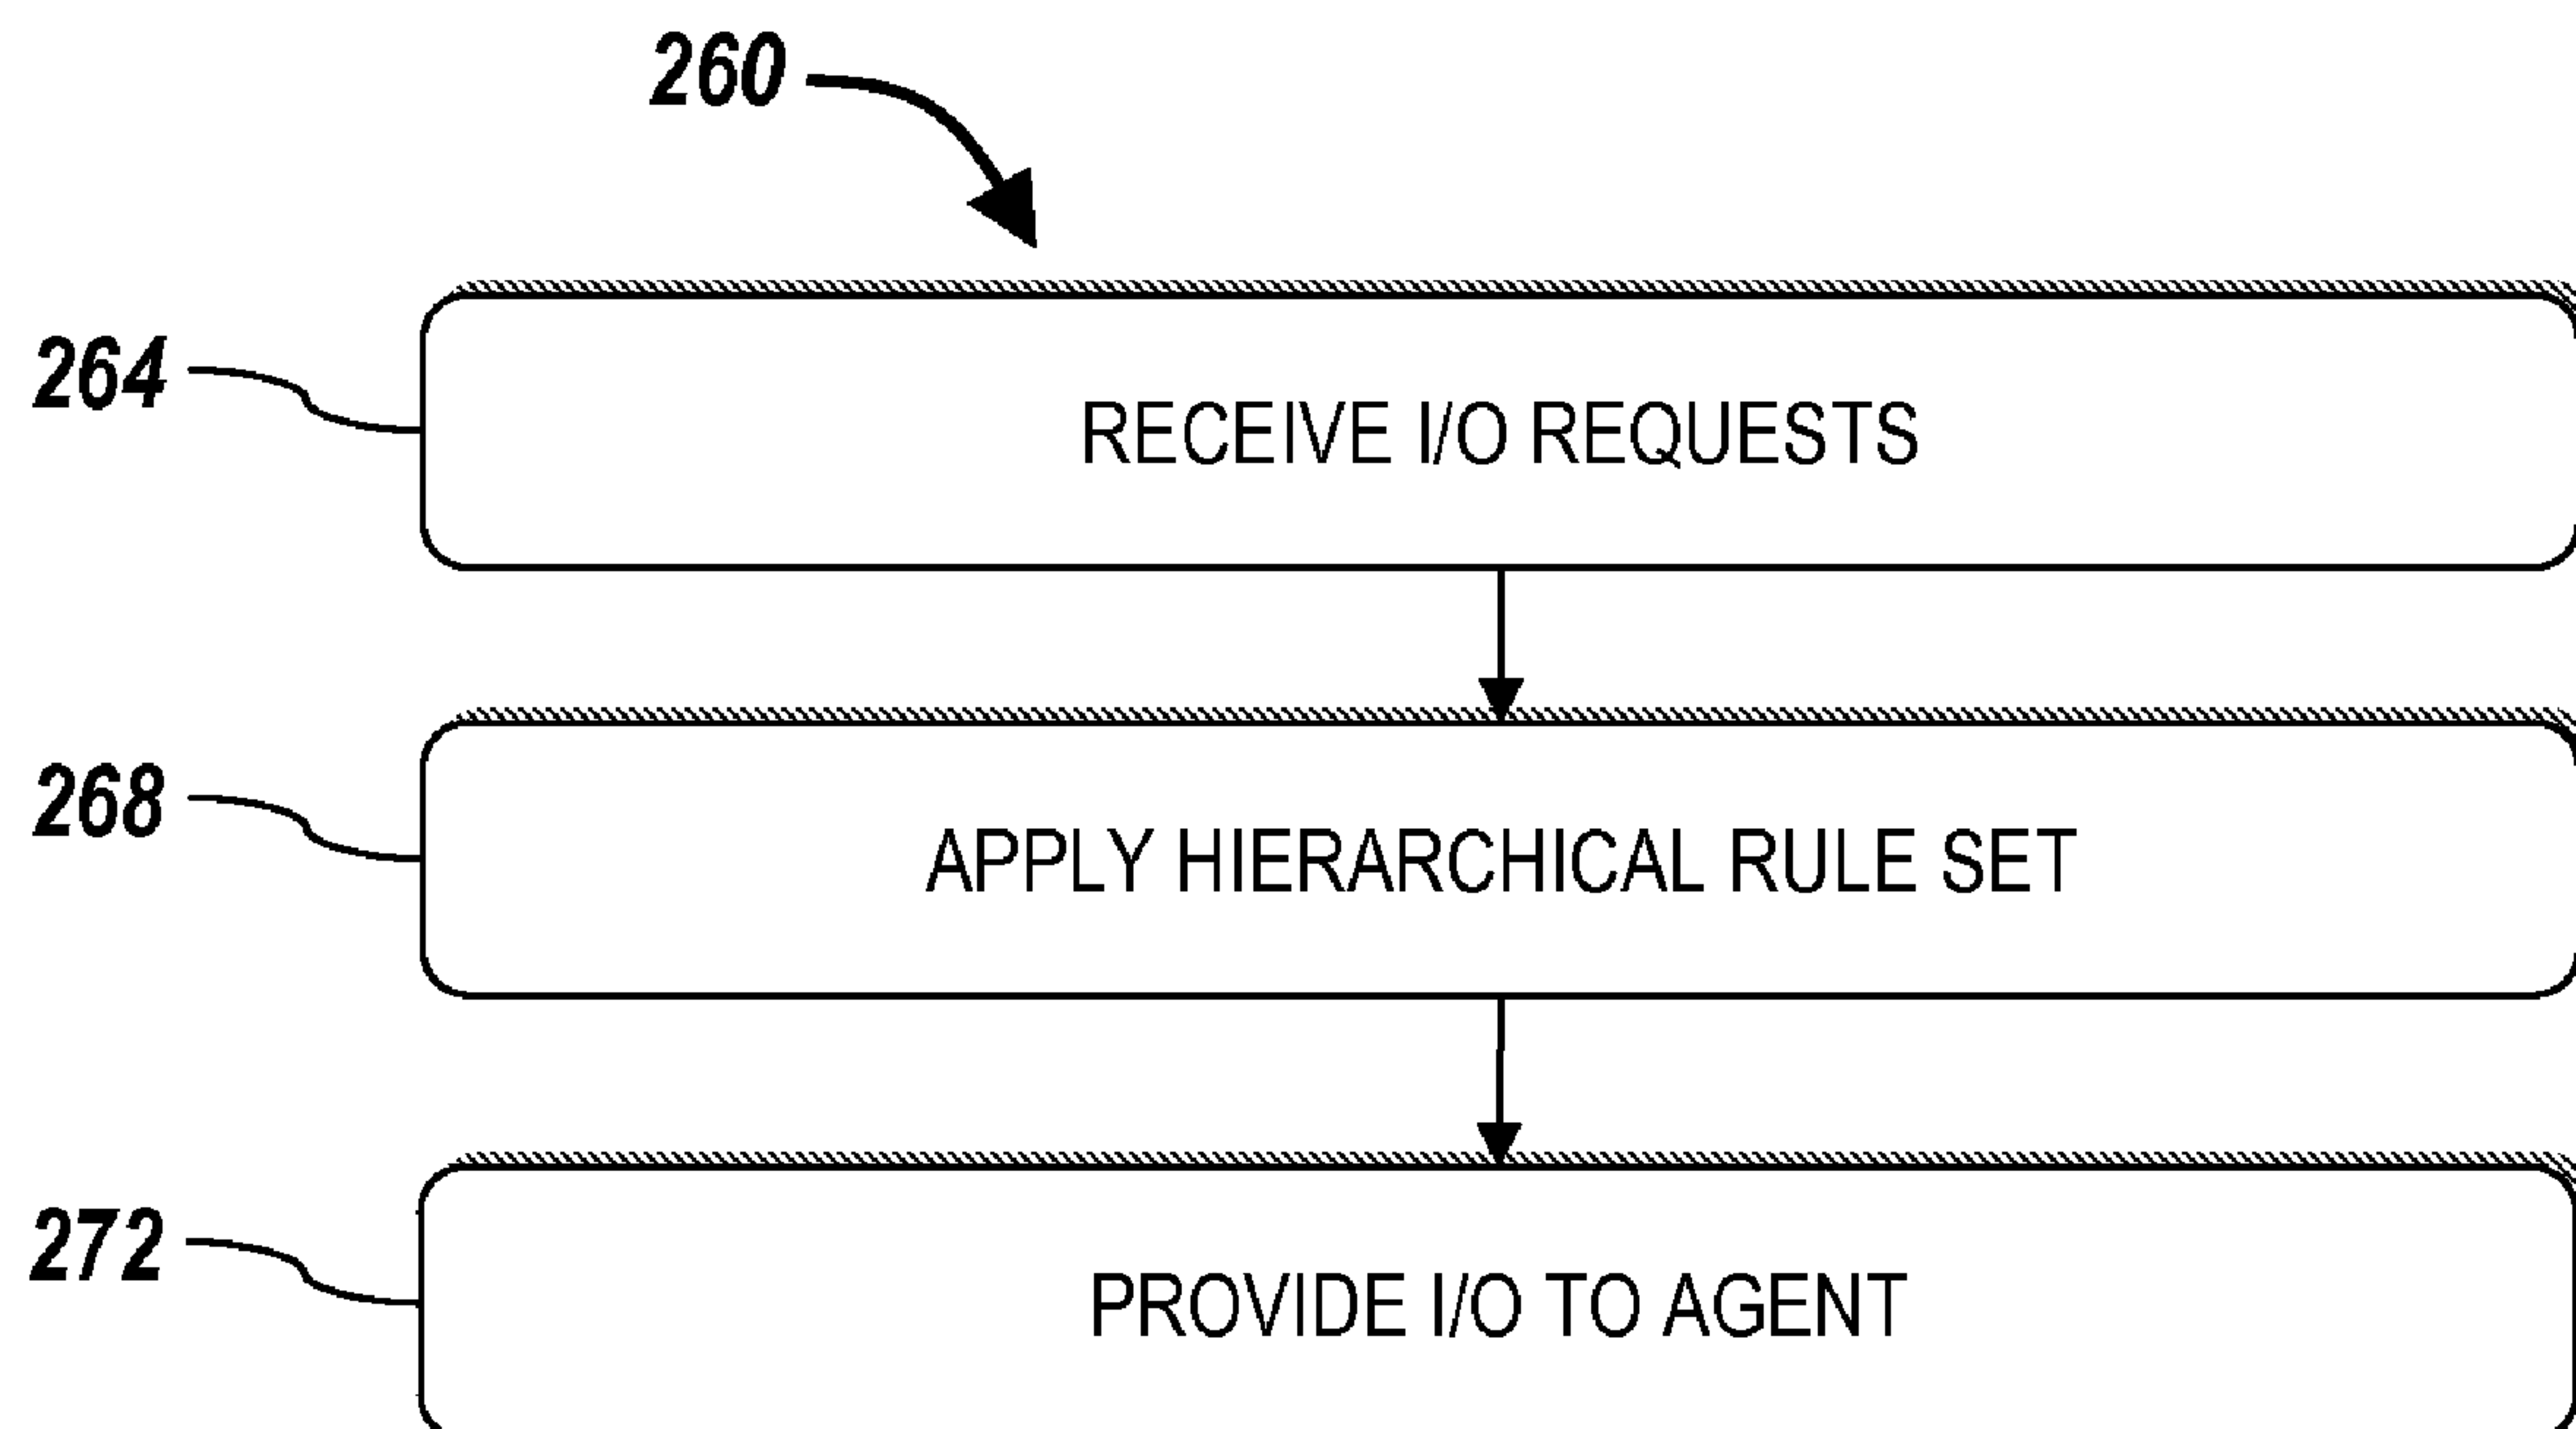 260
264
RECEIVE I/O REQUESTS
268
APPLY HIERARCHICAL RULE SET
272
PROVIDE I/O TO AGENT